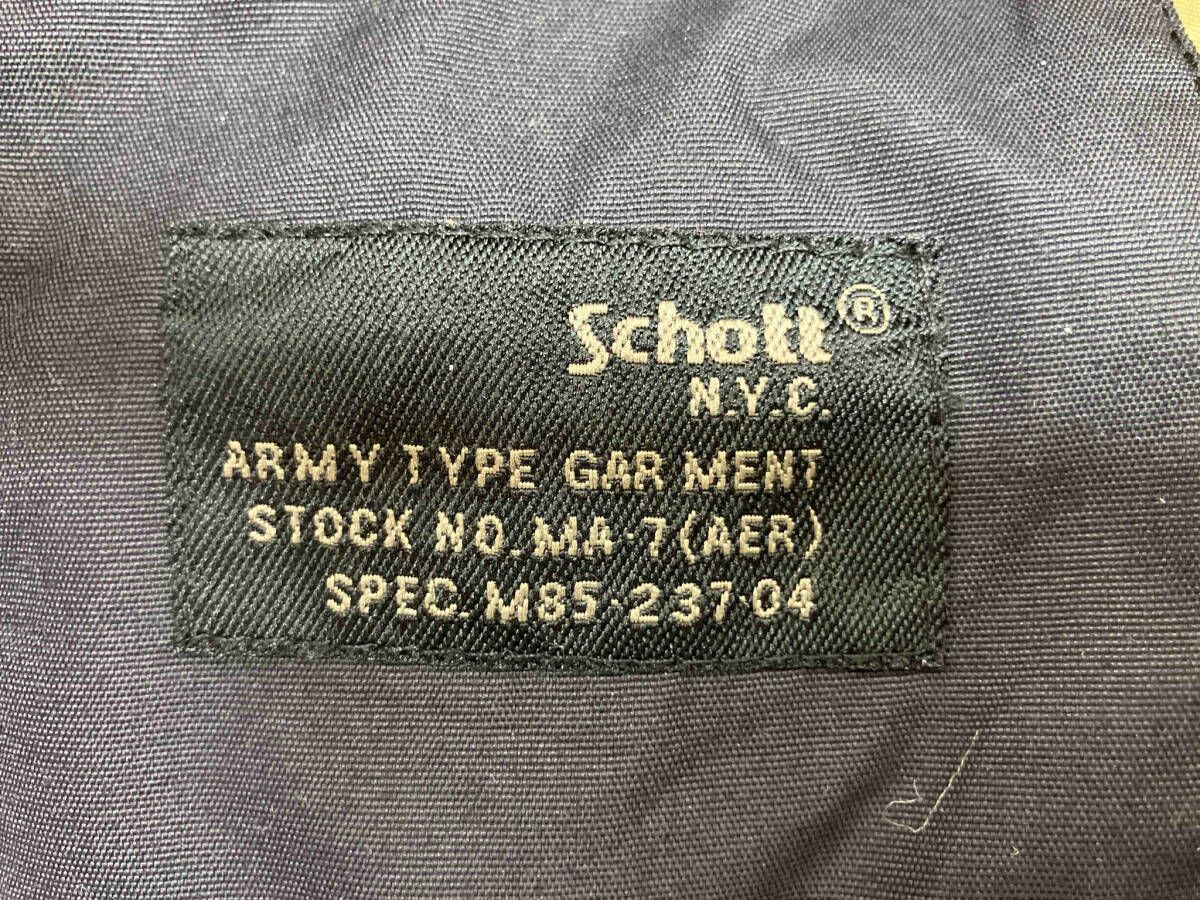 Schott®
N.Y.C.
ARMY TYPE GAR MENT
STOCK NO. MA-7(AER)
SPEC. M85-237-04